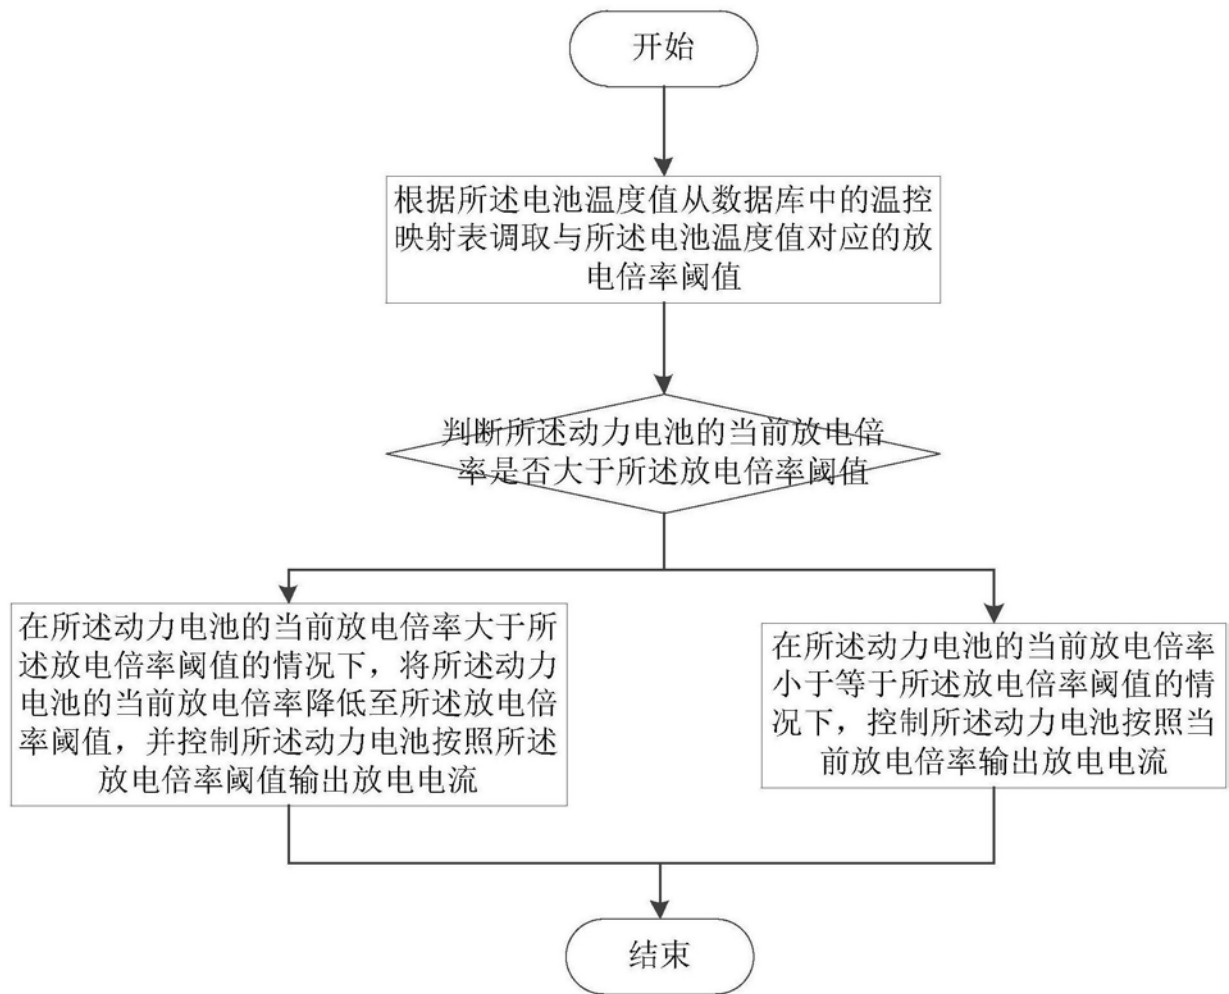 开始
根据所述电池温度值从数据库中的温控
映射表调取与所述电池温度值对应的放
电倍率阈值
判断所述动力电池的当前放电倍
率是否大于所述放电倍率阈值
在所述动力电池的当前放电倍率大于所
述放电倍率阈值的情况下，将所述动力
电池的当前放电倍率降低至所述放电倍
率阈值，并控制所述动力电池按照所述
放电倍率阈值输出放电电流
在所述动力电池的当前放电倍率
小于等于所述放电倍率阈值的情
况下，控制所述动力电池按照当
前放电倍率输出放电电流
结束